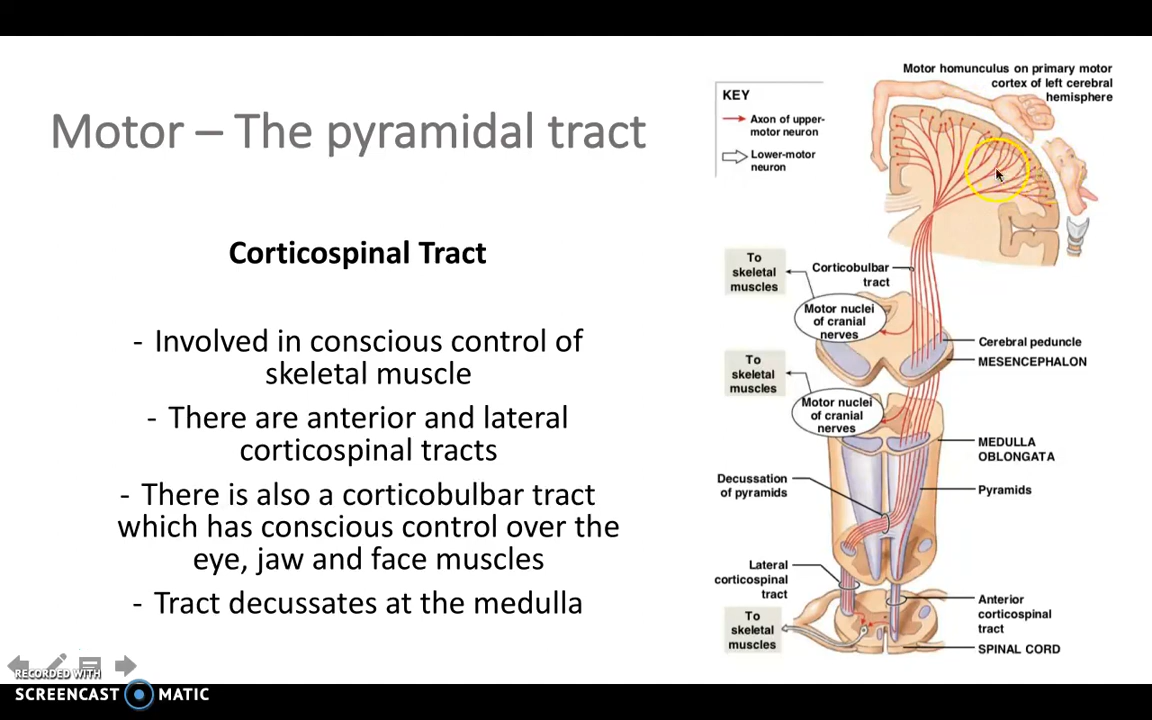 Motor – The pyramidal tract
Corticospinal Tract
- Involved in conscious control of
skeletal muscle
- There are anterior and lateral
corticospinal tracts
- There is also a corticobulbar tract
which has conscious control over the
eye, jaw and face muscles
- Tract decussates at the medulla
Motor homunculus on primary motor
cortex of left cerebral
hemisphere
KEY
Axon of upper-
motor neuron
Lower-motor
neuron
To
skeletal
muscles
Corticobulbar
tract
Motor nuclei
of cranial
nerves
Cerebral peduncle
MESENCEPHALON
To
skeletal
muscles
Motor nuclei
of cranial
nerves
MEDULLA
OBLONGATA
Decussation
of pyramids
Pyramids
Lateral
corticospinal
tract
Anterior
corticospinal
tract
To
skeletal
muscles
SPINAL CORD
RECORDED WITH
SCREENCAST MATIC